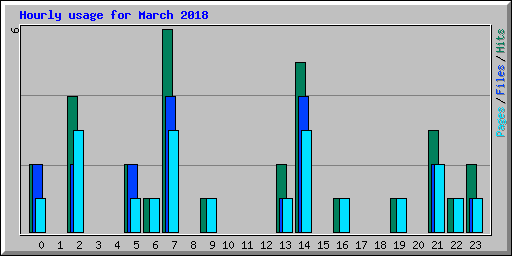 Hourly usage for March 2018
6
Pages/Files/Hits
0 1 2 3 4 5 6 7 8 9 10 11 12 13 14 15 16 17 18 19 20 21 22 23